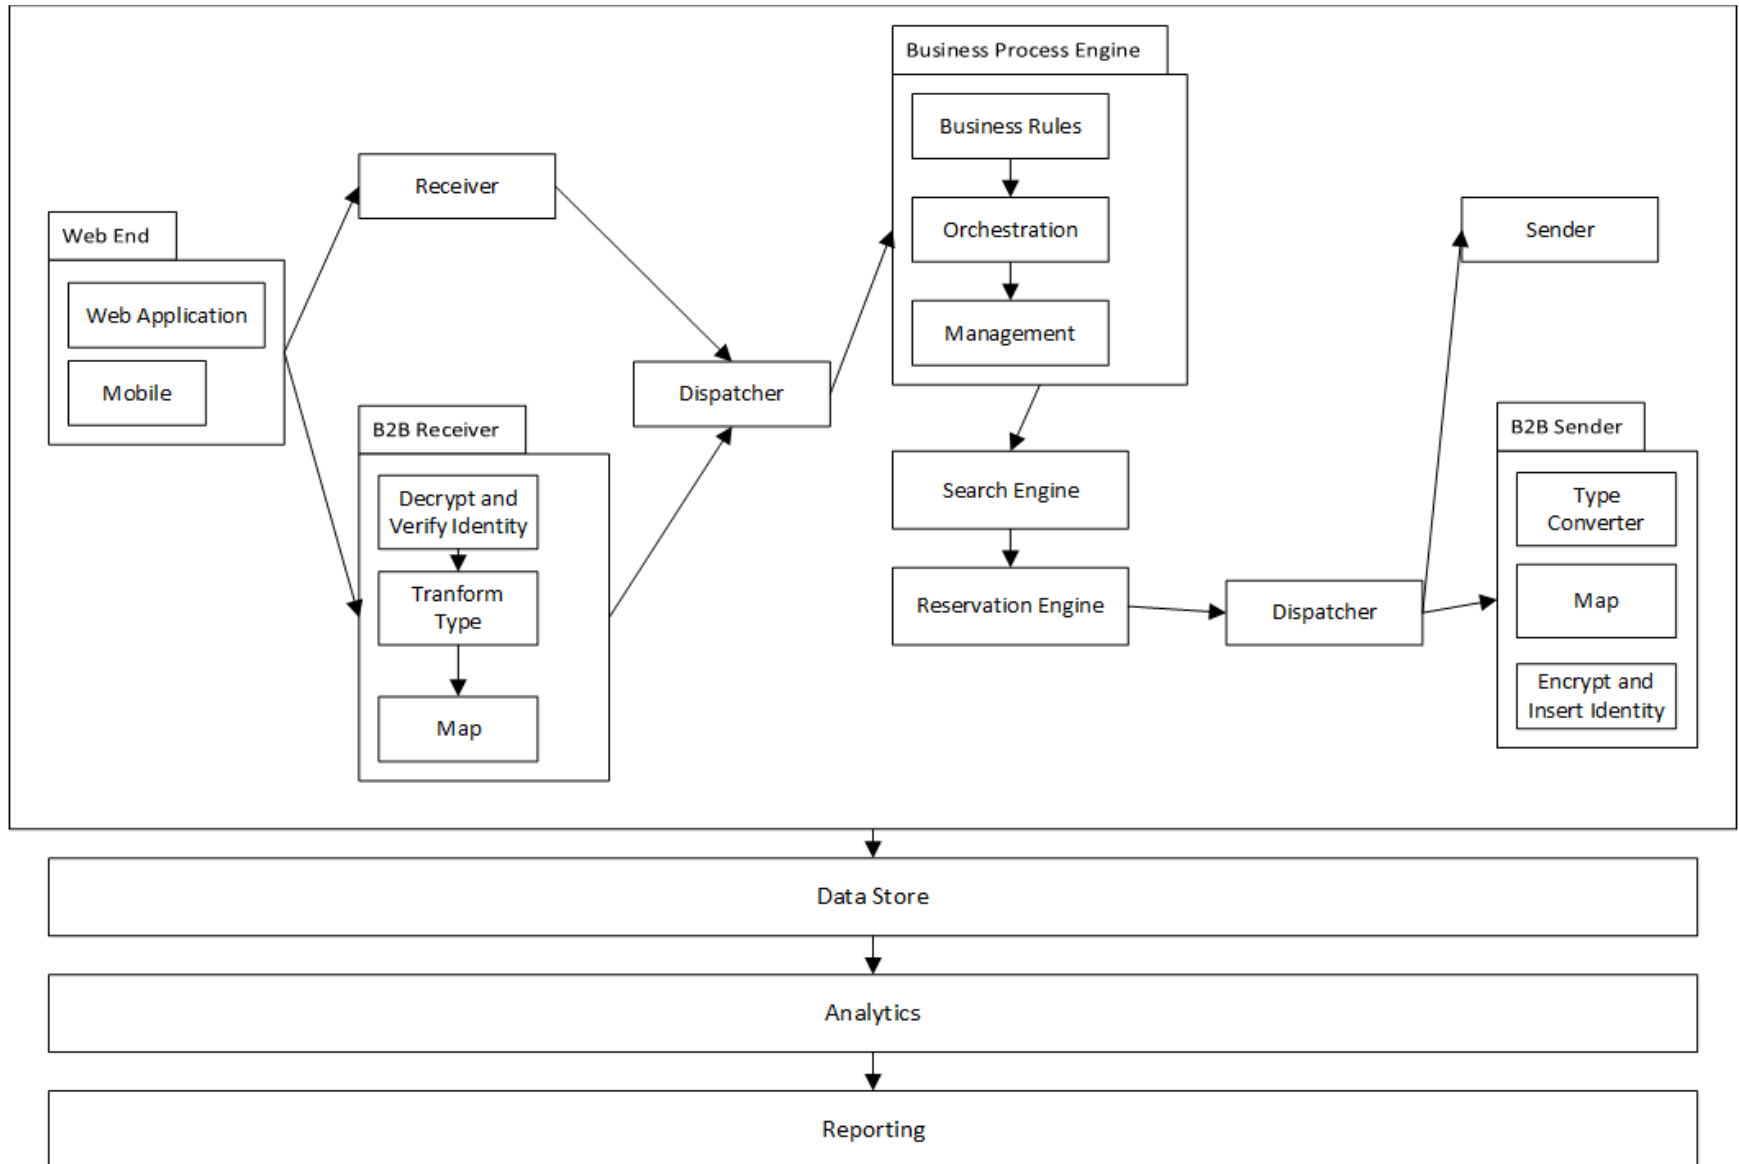 Business Process Engine
Business Rules
Orchestration
Management
Receiver
Sender
Web End
Web Application
Mobile
Dispatcher
B2B Receiver
Decrypt and
Verify Identity
Tranform
Type
Map
Search Engine
Reservation Engine
Dispatcher
B2B Sender
Type
Converter
Map
Encrypt and
Insert Identity
Data Store
Analytics
Reporting